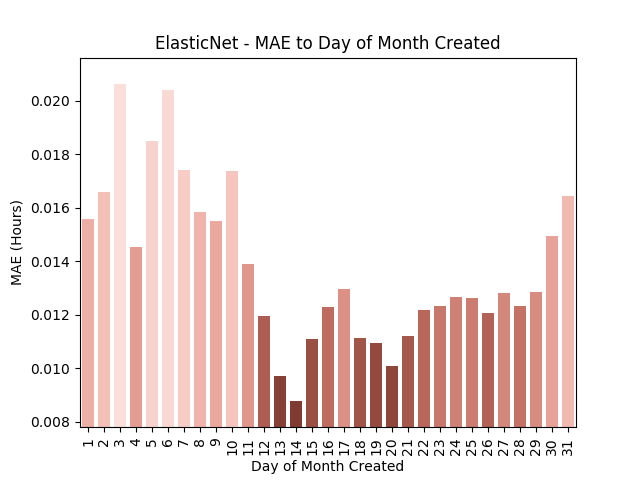 ElasticNet - MAE to Day of Month Created
MAE (Hours)
0.020
0.018
0.016
0.014
0.012
0.010
0.008
1 2 3 4 5 6 7 8 9 10 11 12 13 14 15 16 17 18 19 20 21 22 23 24 25 26 27 28 29 30 31
Day of Month Created